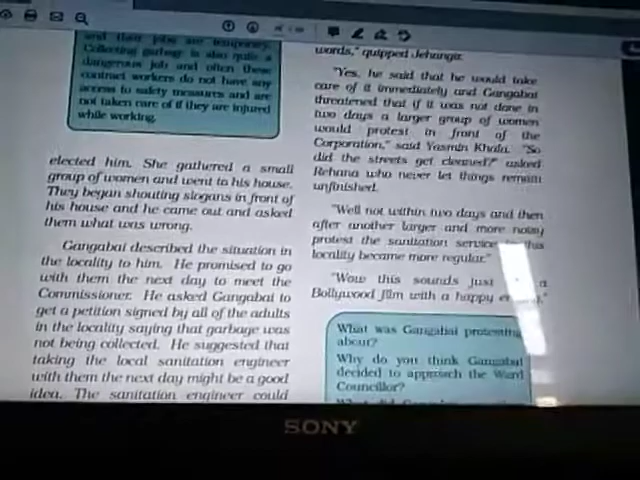 and their jobs are temporary.
Collecting garbage is also quite a
dangerous job and often these
contract workers do not have any
access to safety measures and are
not taken care of if they are injured
while working.
elected him. She gathered a small
group of women and went to his house.
They began shouting slogans in front of
his house and he came out and asked
them what was wrong.
Gangabai described the situation in
the locality to him. He promised to go
with them the next day to meet the
Commissioner. He asked Gangabai to
get a petition signed by all of the adults
in the locality saying that garbage was
not being collected. He suggested that
taking the local sanitation engineer
with them the next day might be a good
idea. The sanitation engineer could
words," quipped Jehangir.
"Yes, he said that he would take
care of it immediately and Gangabai
threatened that if it was not done in
two days a larger group of women
would protest in front of the
Corporation," said Yasmin Khala. "So
did the streets get cleaned?" asked
Rehana who never let things remain
unfinished.
"Well not within two days and then
after another larger and more noisy
protest the sanitation service this
locality became more regular."
"Wow this sounds just a
Bollywood film with a happy
What was Gangabai protesting
about?
Why do you think Gangabai
decided to approach the Ward
Councillor?
SONY